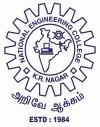 NATIONAL ENGINEERING COLLEGE
K.R. NAGAR
அறிவே ஆக்கம்
ESTD : 1984